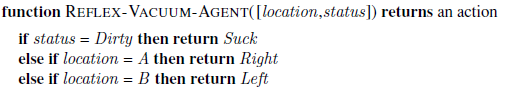 function REFLEX-VACUUM-AGENT([location,status]) returns an action
if status = Dirty then return Suck
else if location = A then return Right
else if location = B then return Left